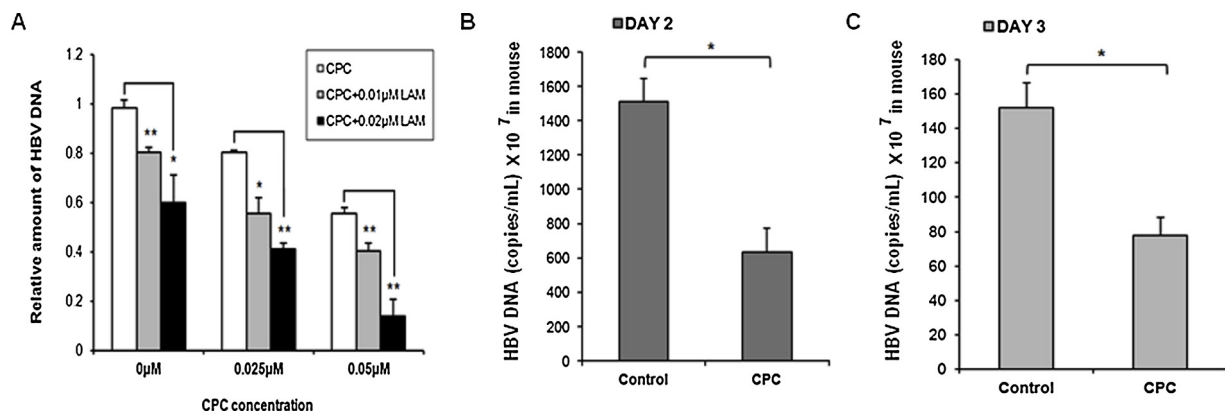 A
Relative amount of HBV DNA
1.2
1
0.8
0.6
0.4
0.2
0
CPC
CPC+0.01µM LAM
CPC+0.02µM LAM
**
*
*
**
**
**
0µM
0.025µM
0.05µM
CPC concentration
B
DAY 2
HBV DNA (copies/mL) X 10 7 in mouse
1800
1600
1400
1200
1000
800
600
400
200
0
*
Control
CPC
C
DAY 3
HBV DNA (copies/mL) X 10 7 in mouse
180
160
140
120
100
80
60
40
20
0
*
Control
CPC